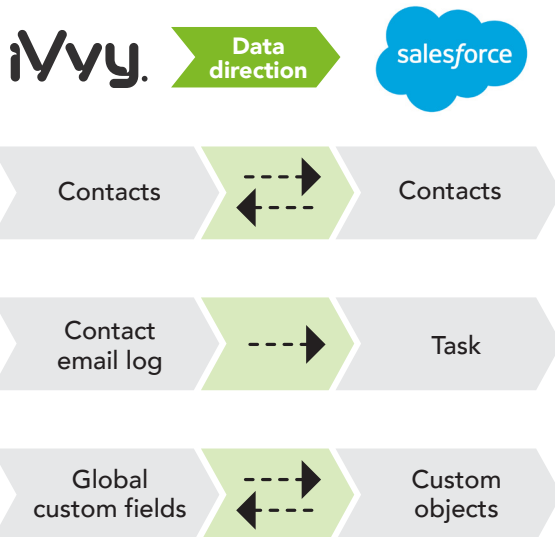 iVvy.
Data
direction
salesforce
Contacts
Contacts
Contact
email log
Task
Global
custom fields
Custom
objects